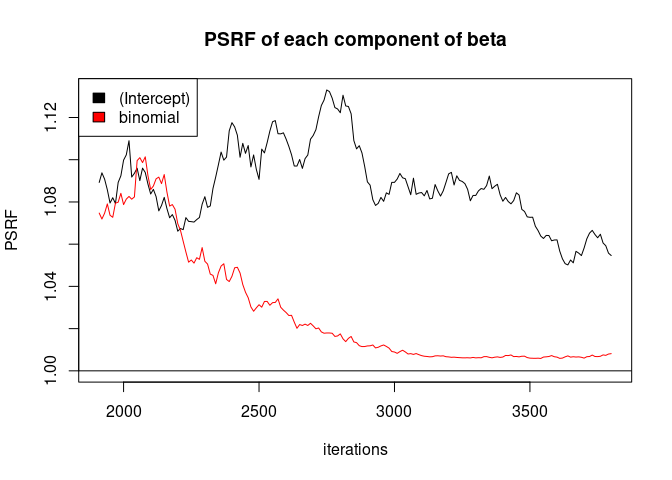 PSRF of each component of beta
(Intercept)
binomial
PSRF
1.12
1.08
1.04
1.00
2000 2500 3000 3500
iterations